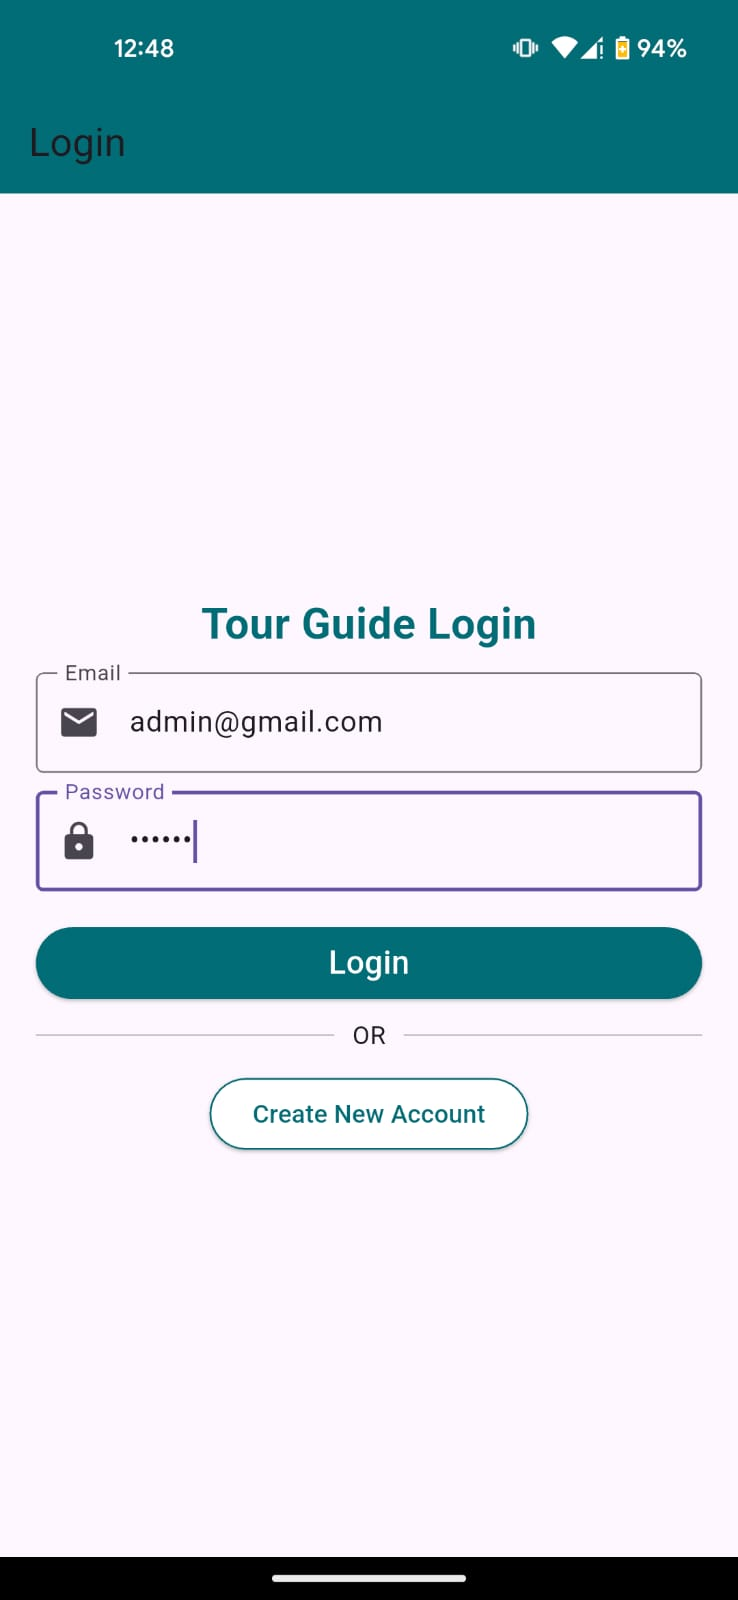 12:48 94%
Login
Tour Guide Login
Email
admin@gmail.com
Password
••••••
Login
OR
Create New Account